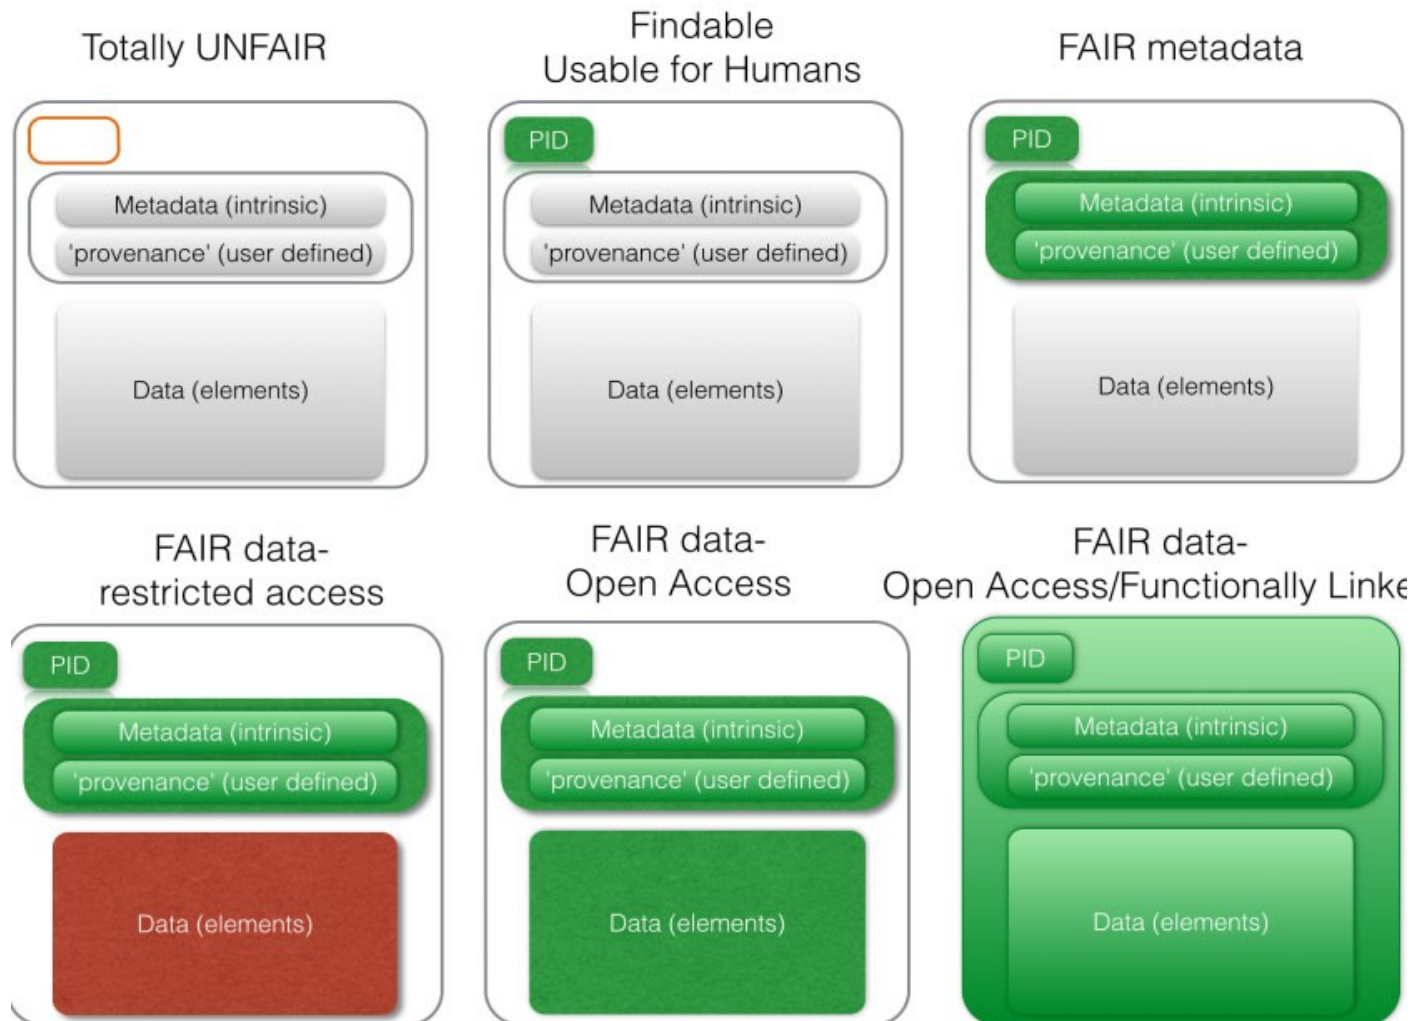 Totally UNFAIR
PID
Metadata (intrinsic)
'provenance' (user defined)
Data (elements)
Findable
Usable for Humans
PID
Metadata (intrinsic)
'provenance' (user defined)
Data (elements)
FAIR metadata
PID
Metadata (intrinsic)
'provenance' (user defined)
Data (elements)
FAIR data-
restricted access
PID
Metadata (intrinsic)
'provenance' (user defined)
Data (elements)
FAIR data-
Open Access
PID
Metadata (intrinsic)
'provenance' (user defined)
Data (elements)
FAIR data-
Open Access/Functionally Linke
PID
Metadata (intrinsic)
'provenance' (user defined)
Data (elements)